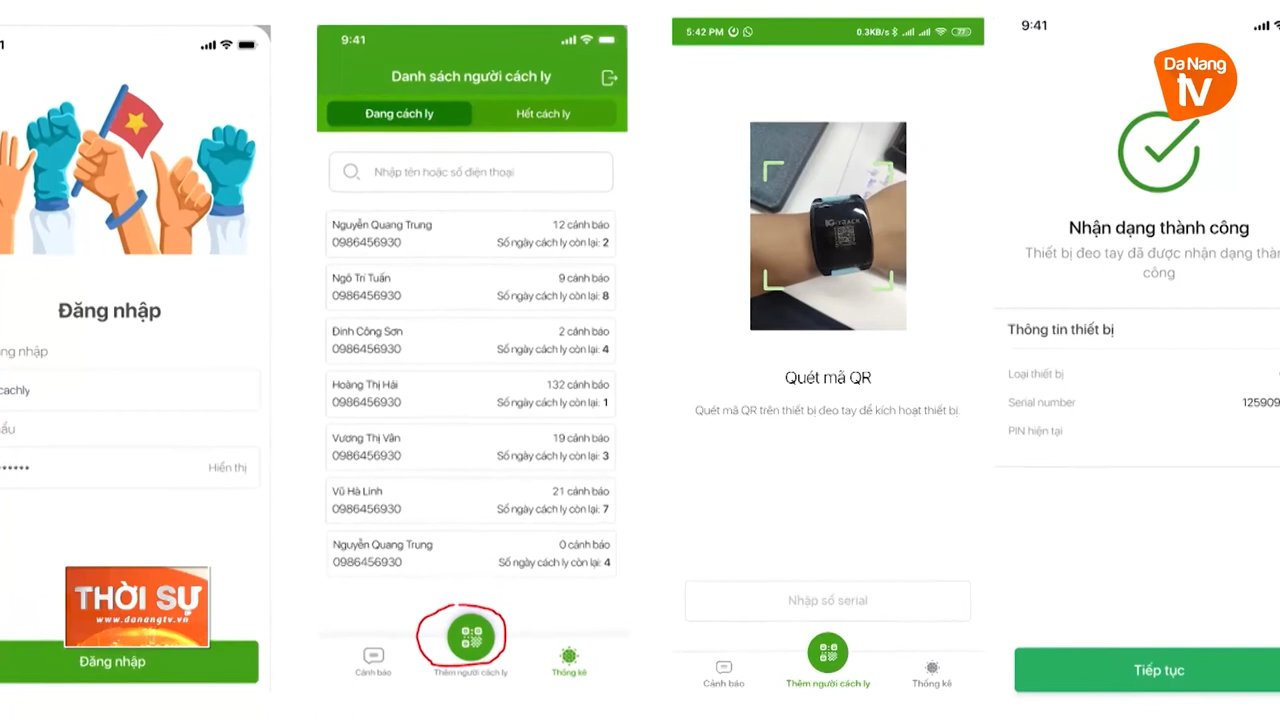 Đăng nhập
ng nhập
cachly
ẩu
Hiển thị
THỜI SỰ
www.danangtv.vn
Đăng nhập
9:41
Danh sách người cách ly
Đang cách ly
Hết cách ly
Nhập tên hoặc số điện thoại
Nguyễn Quang Trung 12 cảnh báo
0986456930 Số ngày cách ly còn lại: 2
Ngô Trí Tuấn 9 cảnh báo
0986456930 Số ngày cách ly còn lại: 8
Đinh Công Sơn 2 cảnh báo
0986456930 Số ngày cách ly còn lại: 4
Hoàng Thị Hải 132 cảnh báo
0986456930 Số ngày cách ly còn lại: 1
Vương Thị Vân 19 cảnh báo
0986456930 Số ngày cách ly còn lại: 3
Vũ Hà Linh 21 cảnh báo
0986456930 Số ngày cách ly còn lại: 7
Nguyễn Quang Trung 0 cảnh báo
0986456930 Số ngày cách ly còn lại: 4
Cảnh báo
Thêm người cách ly
Thống kê
5:42 PM 0.3KB/s 77
Quét mã QR
Quét mã QR trên thiết bị đeo tay để kích hoạt thiết bị.
Nhập số serial
Cảnh báo
Thêm người cách ly
Thống kê
9:41
Da Nang
tv
Nhận dạng thành công
Thiết bị đeo tay đã được nhận dạng thàn
công
Thông tin thiết bị
Loại thiết bị
Serial number 125909
PIN hiện tại
Tiếp tục